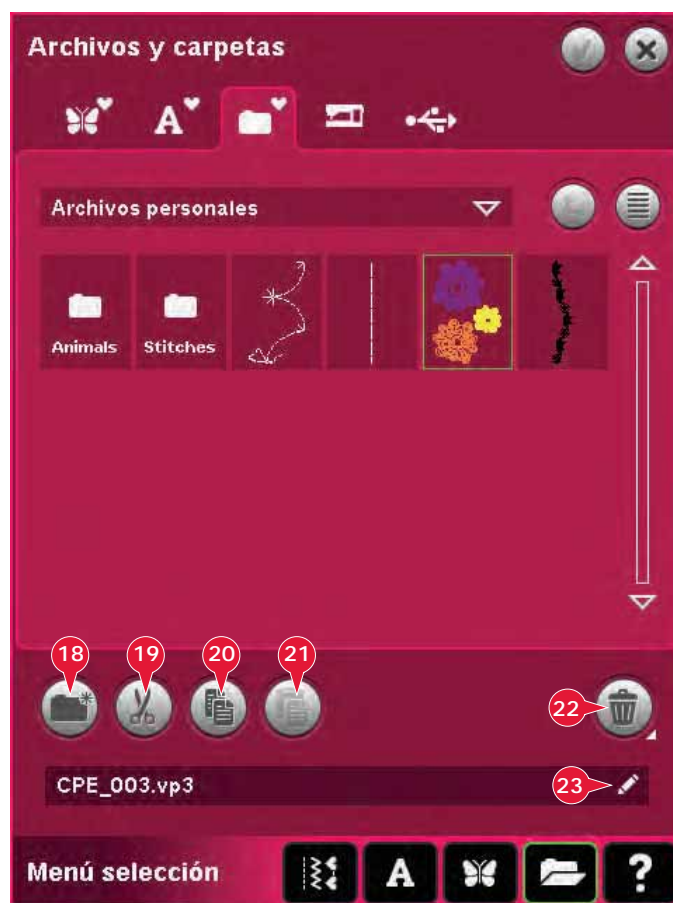 Archivos y carpetas
A
Archivos personales
Animals Stitches
18 19 20 21
22
CPE_003.vp3 23
Menú selección A ?